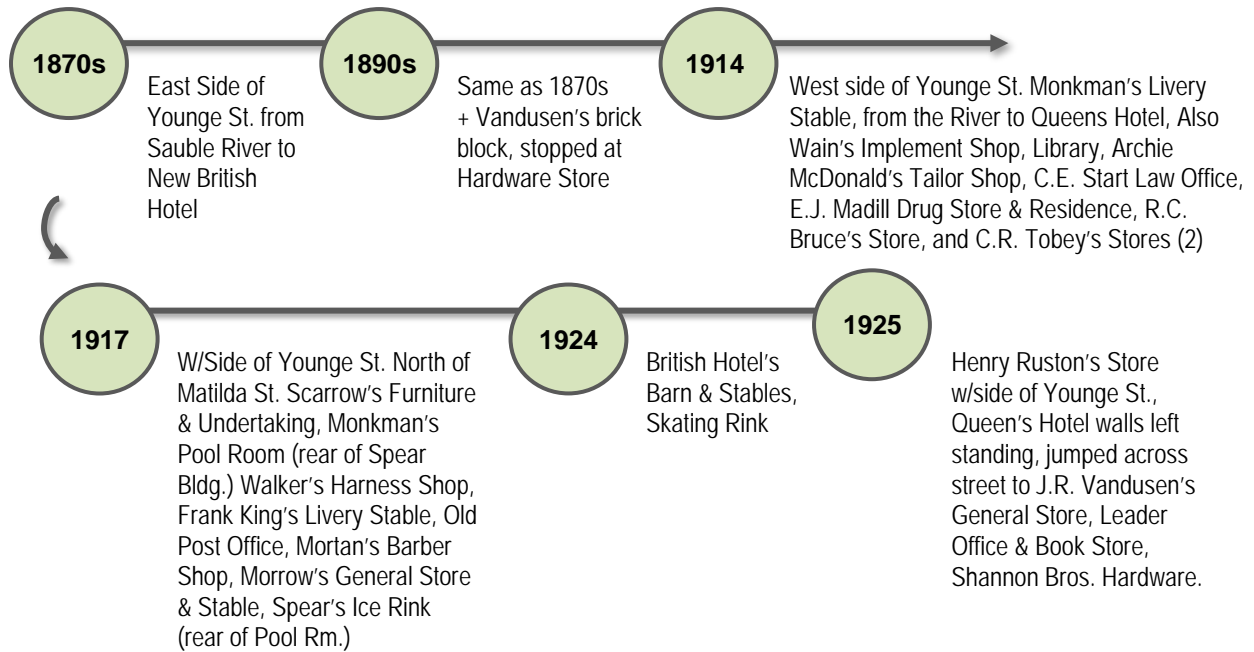 1870s
East Side of
Younge St. from
Sauble River to
New British
Hotel
1890s
Same as 1870s
+ Vandusen's brick
block, stopped at
Hardware Store
1914
West side of Younge St. Monkman's Livery
Stable, from the River to Queens Hotel, Also
Wain's Implement Shop, Library, Archie
McDonald's Tailor Shop, C.E. Start Law Office,
E.J. Madill Drug Store & Residence, R.C.
Bruce's Store, and C.R. Tobey's Stores (2)
1917
W/Side of Younge St. North of
Matilda St. Scarrow's Furniture
& Undertaking, Monkman's
Pool Room (rear of Spear
Bldg.) Walker's Harness Shop,
Frank King's Livery Stable, Old
Post Office, Mortan's Barber
Shop, Morrow's General Store
& Stable, Spear's Ice Rink
(rear of Pool Rm.)
1924
British Hotel's
Barn & Stables,
Skating Rink
1925
Henry Ruston's Store
w/side of Younge St.,
Queen's Hotel walls left
standing, jumped across
street to J.R. Vandusen's
General Store, Leader
Office & Book Store,
Shannon Bros. Hardware.